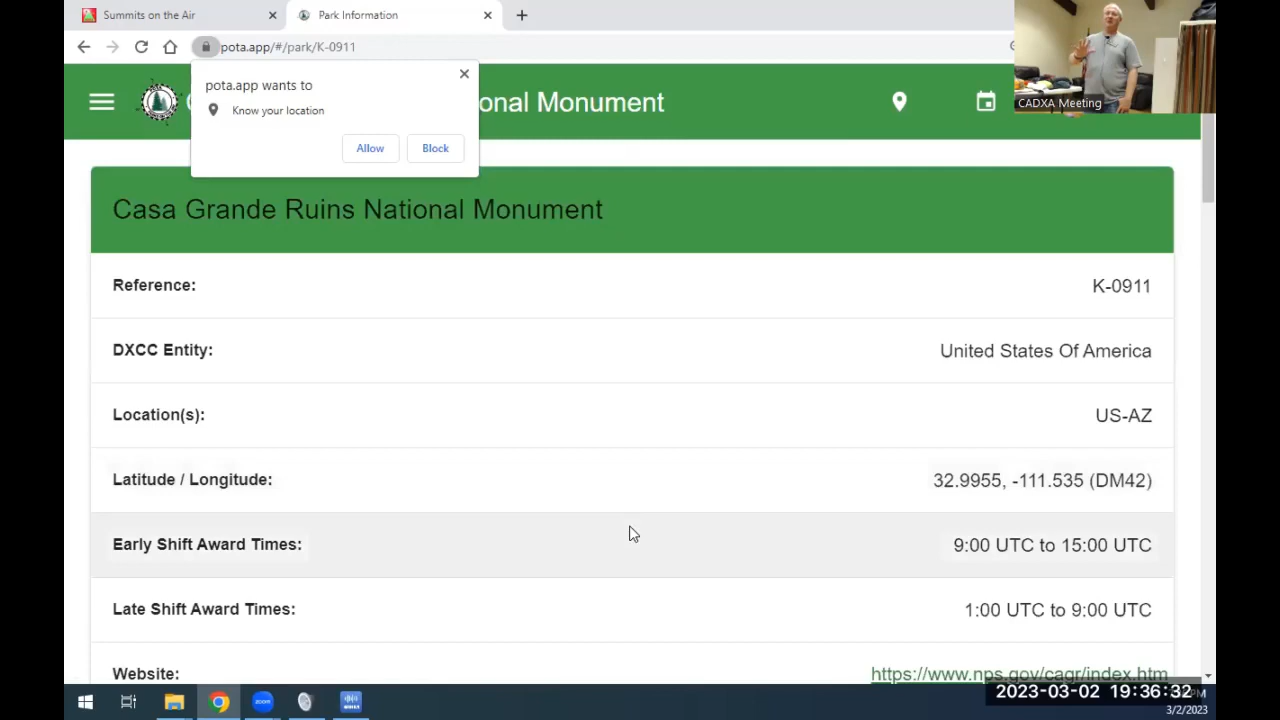 Summits on the Air
Park Information
pota.app/#/park/K-0911
pota.app wants to
Know your location
Allow
Block
onal Monument
CADXA Meeting
Casa Grande Ruins National Monument
Reference:
K-0911
DXCC Entity:
United States Of America
Location(s):
US-AZ
Latitude / Longitude:
32.9955, -111.535 (DM42)
Early Shift Award Times:
9:00 UTC to 15:00 UTC
Late Shift Award Times:
1:00 UTC to 9:00 UTC
Website:
https://www.nps.gov/cagr/index.htm
zoom
2023-03-02 19:36:32
3/2/2023